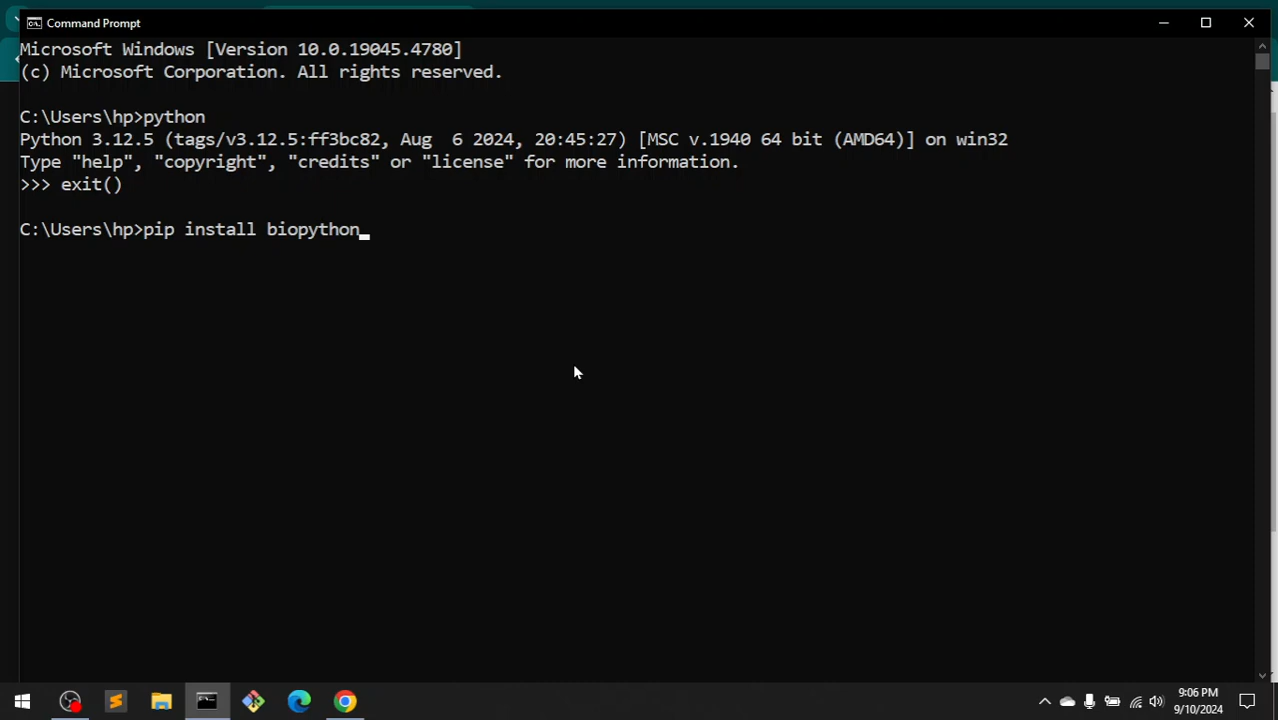 Command Prompt
Microsoft Windows [Version 10.0.19045.4780]
(c) Microsoft Corporation. All rights reserved.
C:\Users\hp>python
Python 3.12.5 (tags/v3.12.5:ff3bc82, Aug  6 2024, 20:45:27) [MSC v.1940 64 bit (AMD64)] on win32
Type "help", "copyright", "credits" or "license" for more information.
>>> exit()
C:\Users\hp>pip install biopython_
9:06 PM
9/10/2024